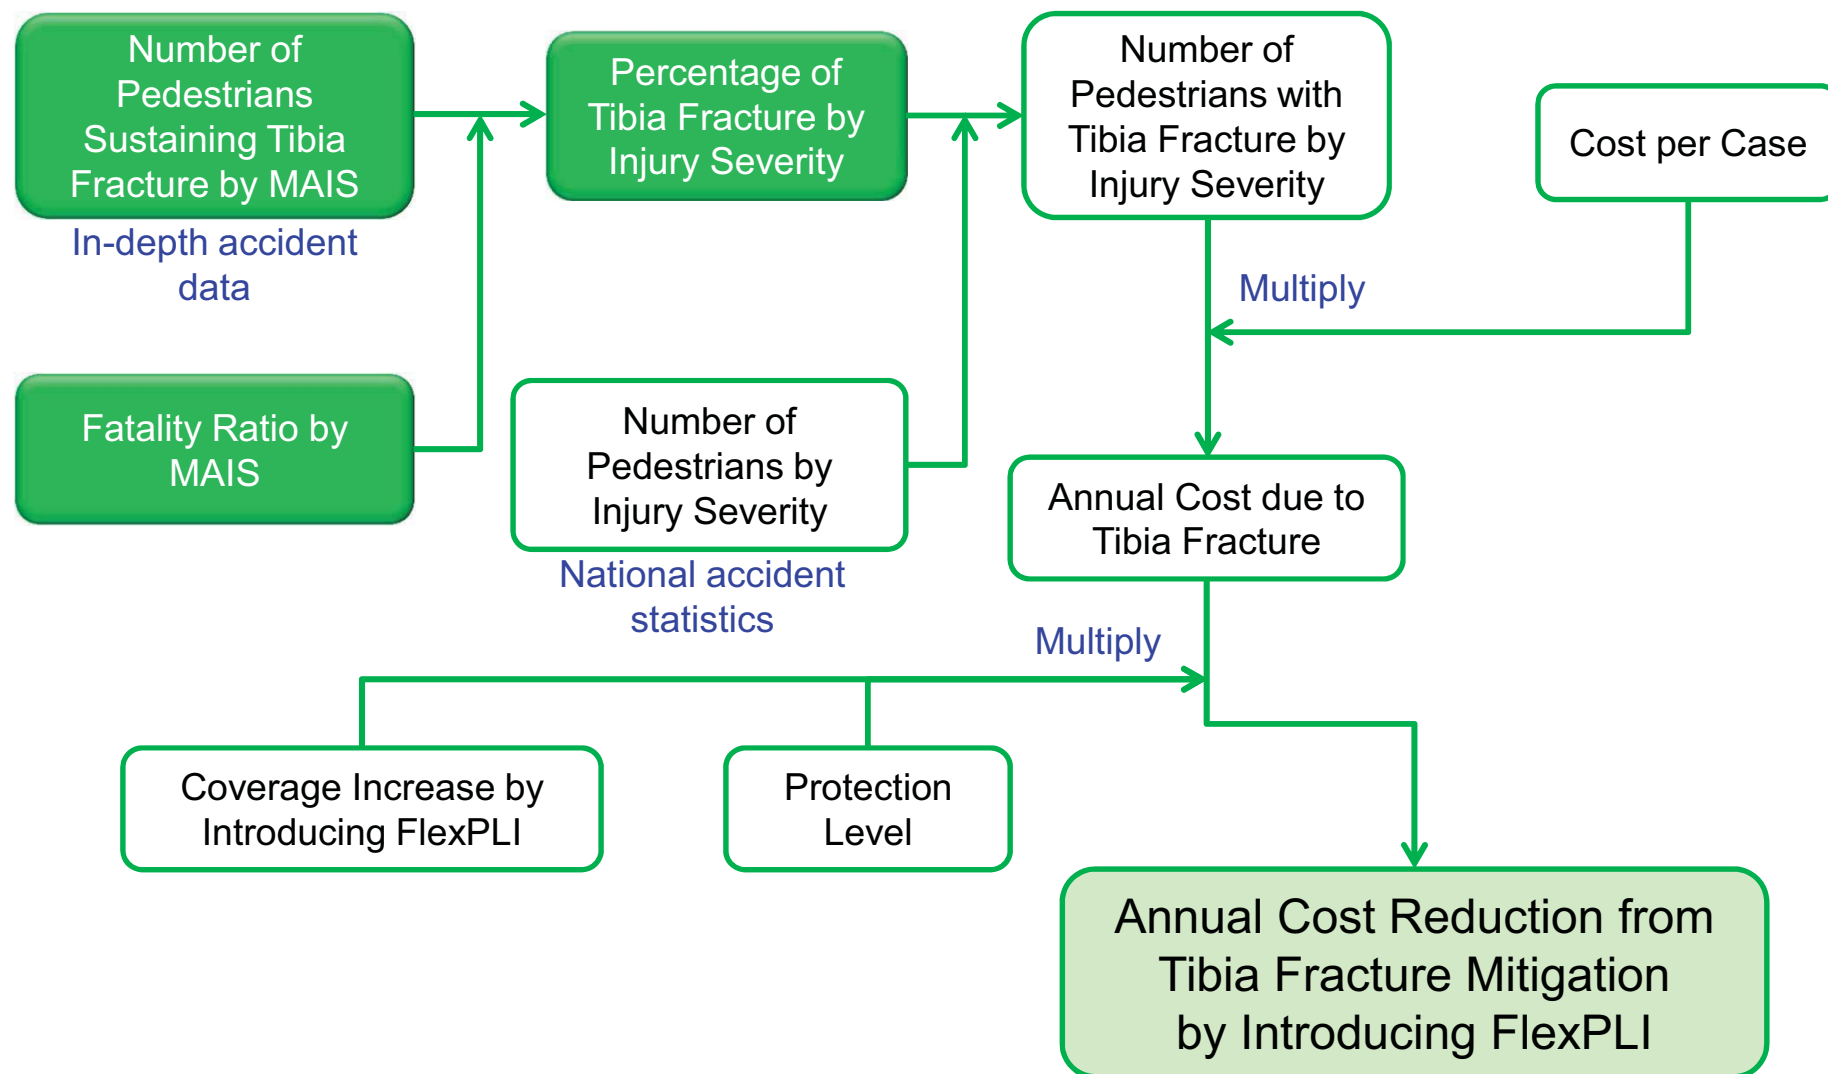 Number of
Pedestrians
Sustaining Tibia
Fracture by MAIS
In-depth accident
data
Percentage of
Tibia Fracture by
Injury Severity
Number of
Pedestrians with
Tibia Fracture by
Injury Severity
Cost per Case
Multiply
Fatality Ratio by
MAIS
Number of
Pedestrians by
Injury Severity
National accident
statistics
Annual Cost due to
Tibia Fracture
Multiply
Coverage Increase by
Introducing FlexPLI
Protection
Level
Annual Cost Reduction from
Tibia Fracture Mitigation
by Introducing FlexPLI